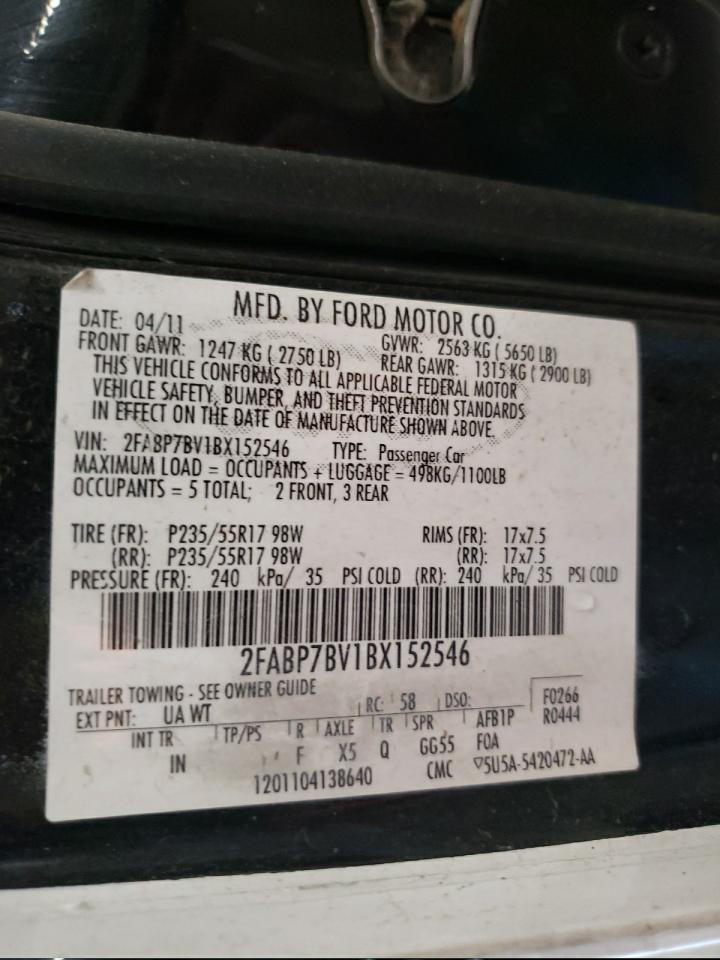 MFD. BY FORD MOTOR CO.
DATE: 04/11 GVWR: 2563 KG ( 5650 LB)
FRONT GAWR: 1247 KG ( 2750 LB) REAR GAWR: 1315 KG ( 2900 LB)
THIS VEHICLE CONFORMS TO ALL APPLICABLE FEDERAL MOTOR
VEHICLE SAFETY, BUMPER, AND THEFT PREVENTION STANDARDS
IN EFFECT ON THE DATE OF MANUFACTURE SHOWN ABOVE.
VIN: 2FABP7BV1BX152546 TYPE: Passenger Car
MAXIMUM LOAD = OCCUPANTS + LUGGAGE = 498KG/1100LB
OCCUPANTS = 5 TOTAL; 2 FRONT, 3 REAR
TIRE (FR): P235/55R17 98W RIMS (FR): 17x7.5
(RR): P235/55R17 98W (RR): 17x7.5
PRESSURE (FR): 240 kPa/ 35 PSI COLD (RR): 240 kPa/ 35 PSI COLD
2FABP7BV1BX152546
TRAILER TOWING - SEE OWNER GUIDE
EXT PNT: UA WT RC: 58 DSO: F0266
INT TR TP/PS R AXLE TR SPR AFB1P R0444
IN F X5 Q GG55 FOA
1201104138640 CMC ▽5U5A-5420472-AA